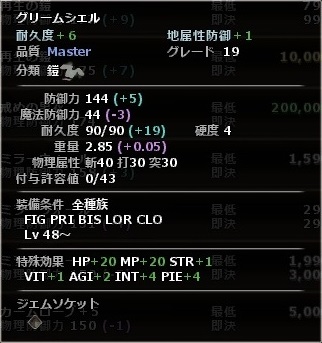 グリームシェル
耐久度+6 地属性防御+1
品質 Master グレード 19
分類 鎧
防御力 144 (+5)
魔法防御力 44 (-3)
耐久度 90/90 (+19) 硬度 4
重量 2.85 (+0.05)
物理属性 斬40 打30 突30
付与許容値 0/43
装備条件 全種族
FIG PRI BIS LOR CLO
Lv 48～
特殊効果 HP+20 MP+20 STR+1
VIT+1 AGI+2 INT+4 PIE+4
ジェムソケット